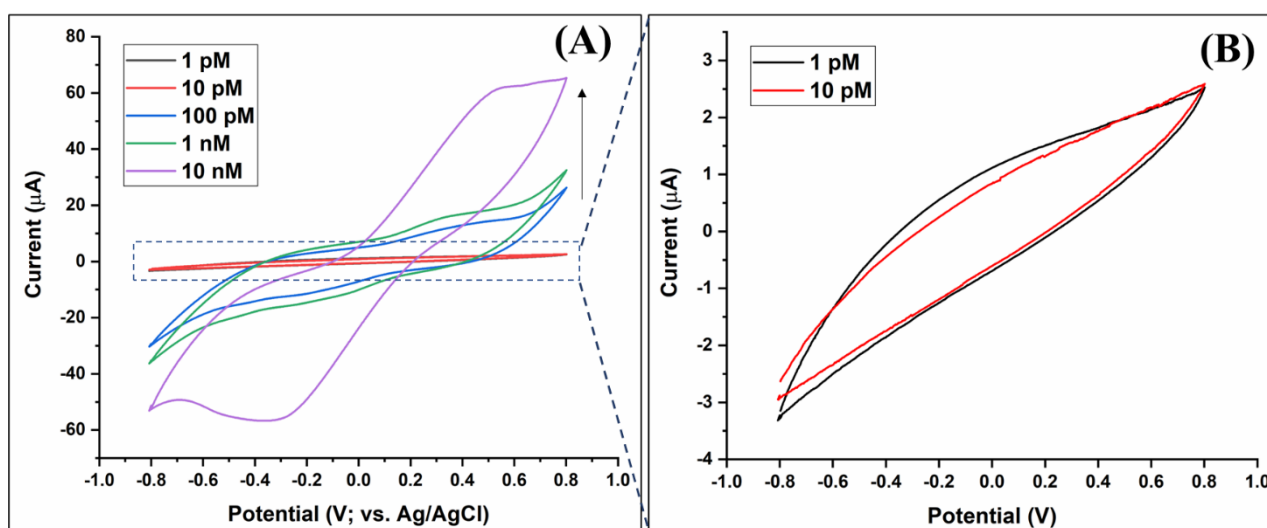 (A)
80
60
40
20
0
-20
-40
-60
Current (μA)
1 pM
10 pM
100 pM
1 nM
10 nM
-1.0 -0.8 -0.6 -0.4 -0.2 0.0 0.2 0.4 0.6 0.8 1.0
Potential (V; vs. Ag/AgCl)
(B)
3
2
1
0
-1
-2
-3
-4
Current (μA)
1 pM
10 pM
-1.0 -0.8 -0.6 -0.4 -0.2 0.0 0.2 0.4 0.6 0.8 1.0
Potential (V)